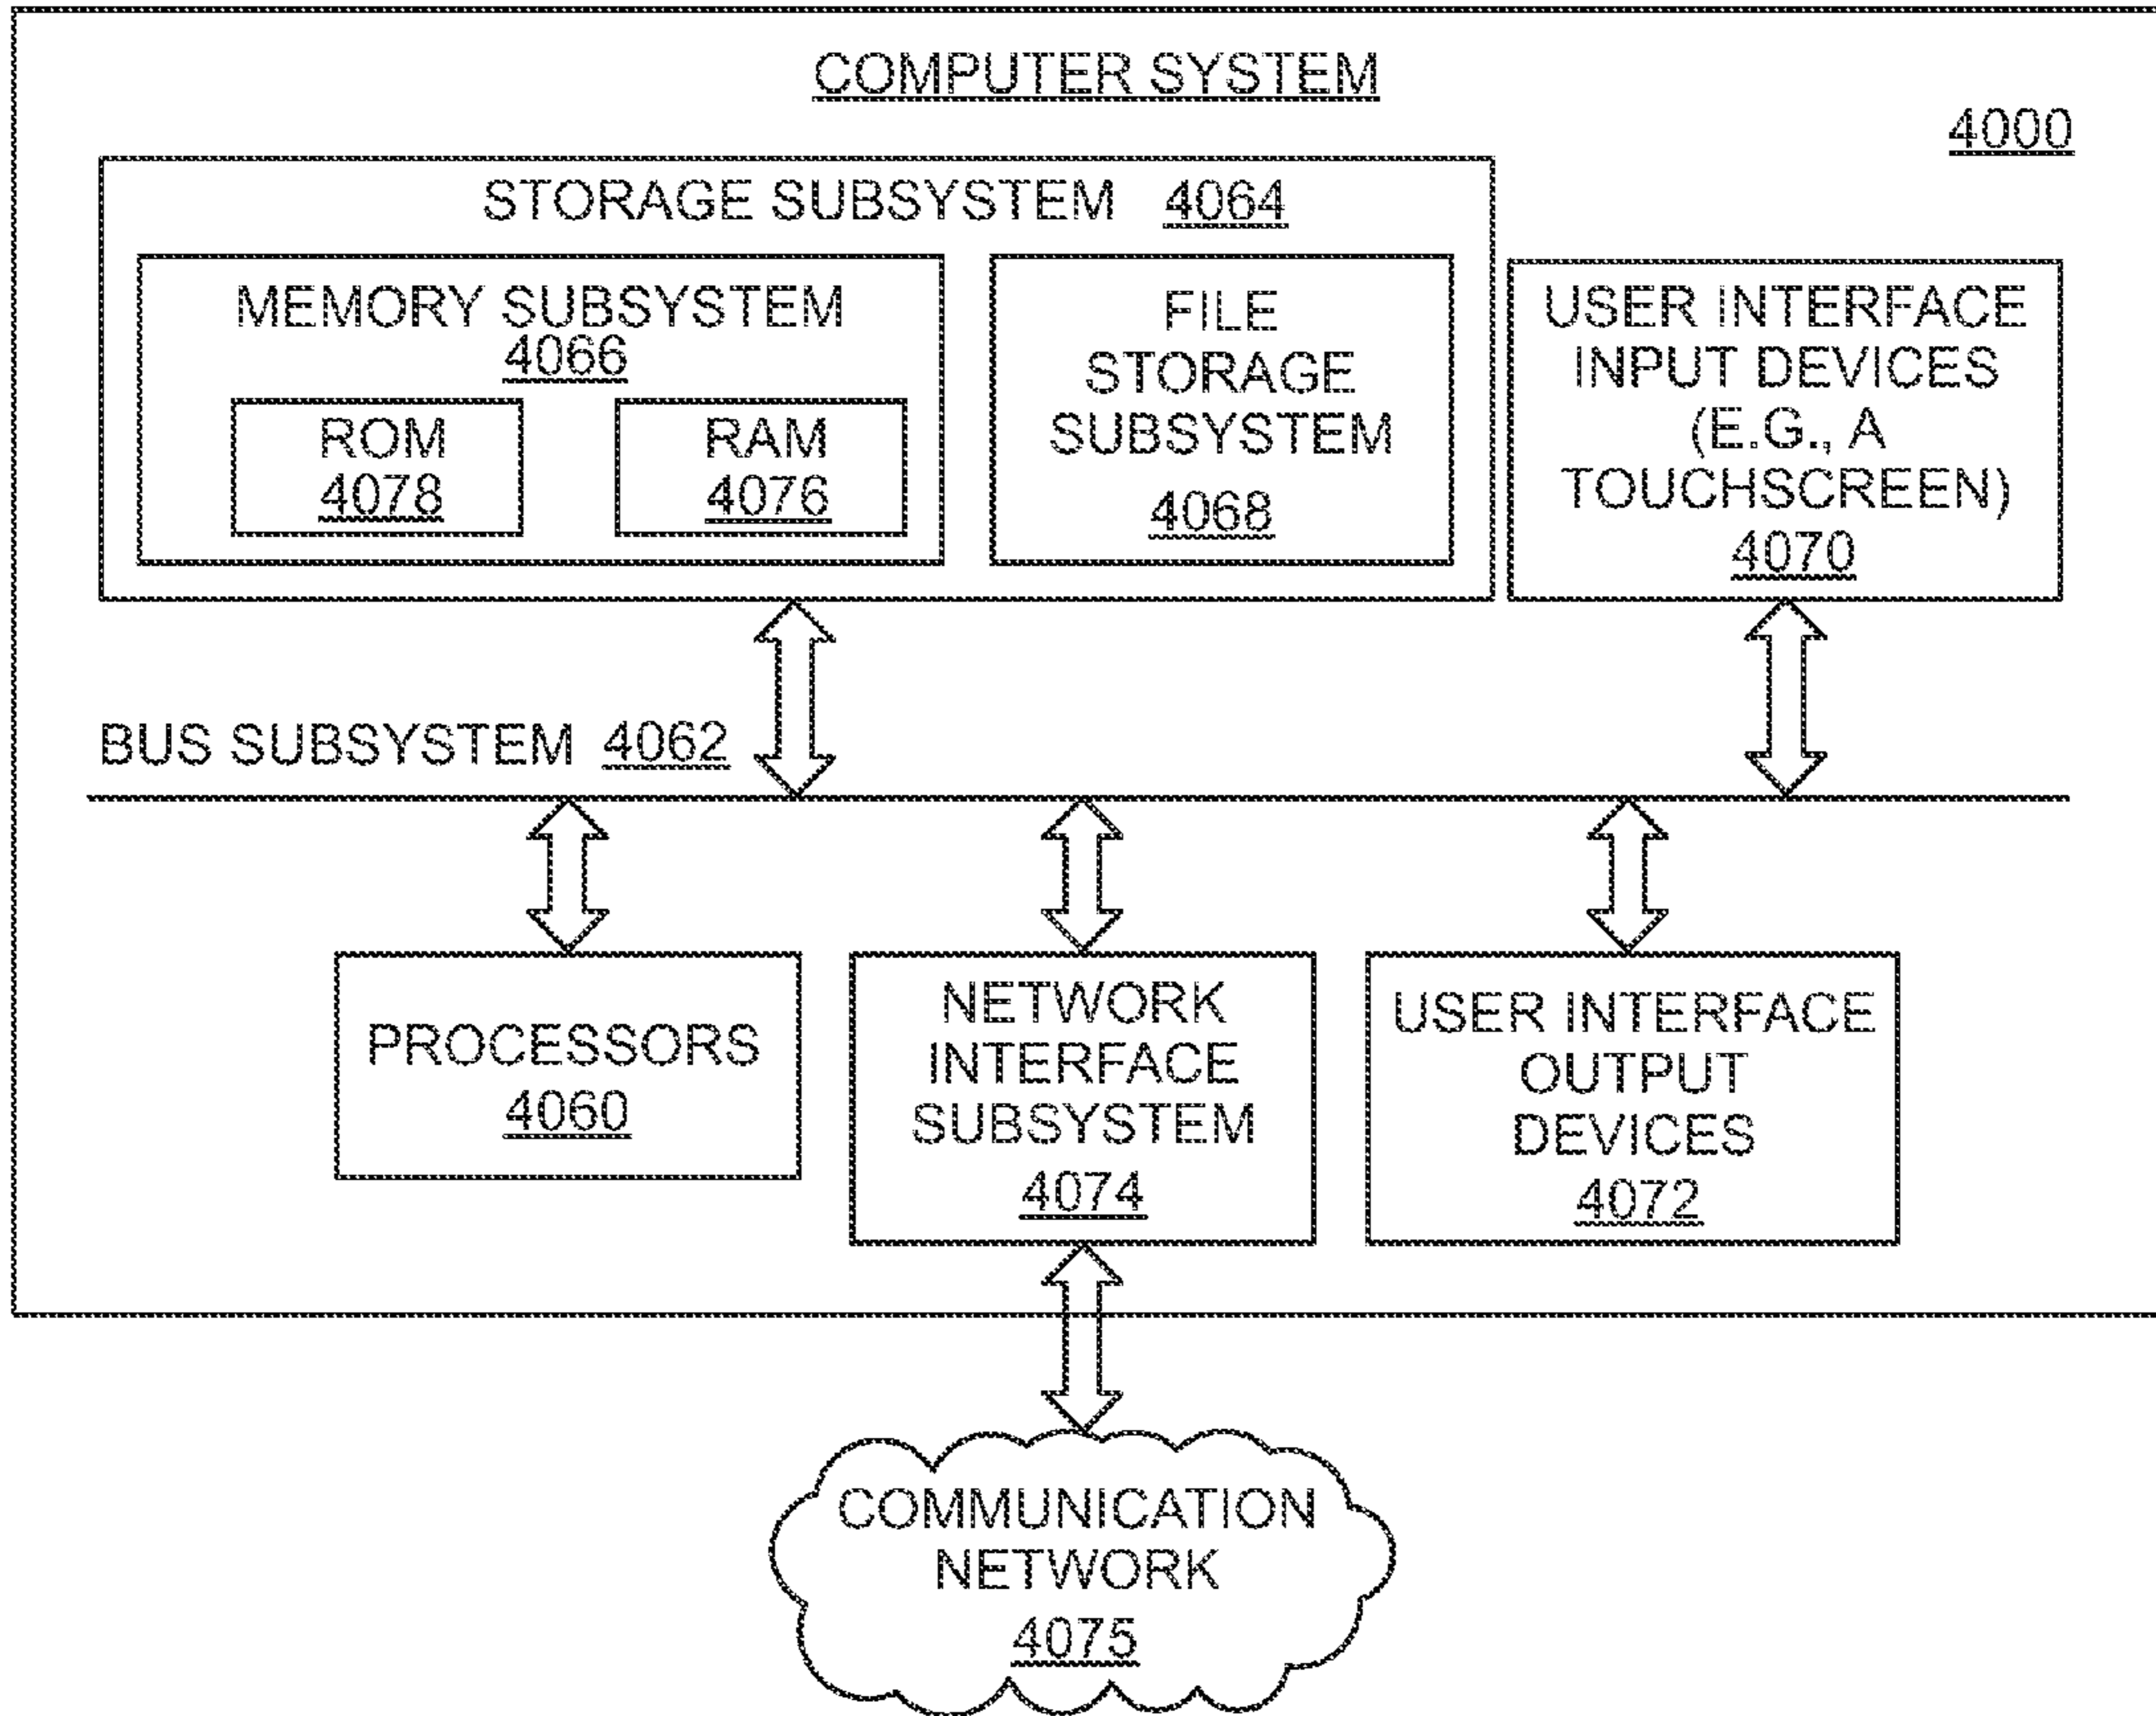 COMPUTER SYSTEM
4000
STORAGE SUBSYSTEM 4064
MEMORY SUBSYSTEM
4066
ROM
4078
RAM
4076
FILE
STORAGE
SUBSYSTEM
4068
USER INTERFACE
INPUT DEVICES
(E.G., A
TOUCHSCREEN)
4070
BUS SUBSYSTEM 4062
PROCESSORS
4060
NETWORK
INTERFACE
SUBSYSTEM
4074
USER INTERFACE
OUTPUT
DEVICES
4072
COMMUNICATION
NETWORK
4075